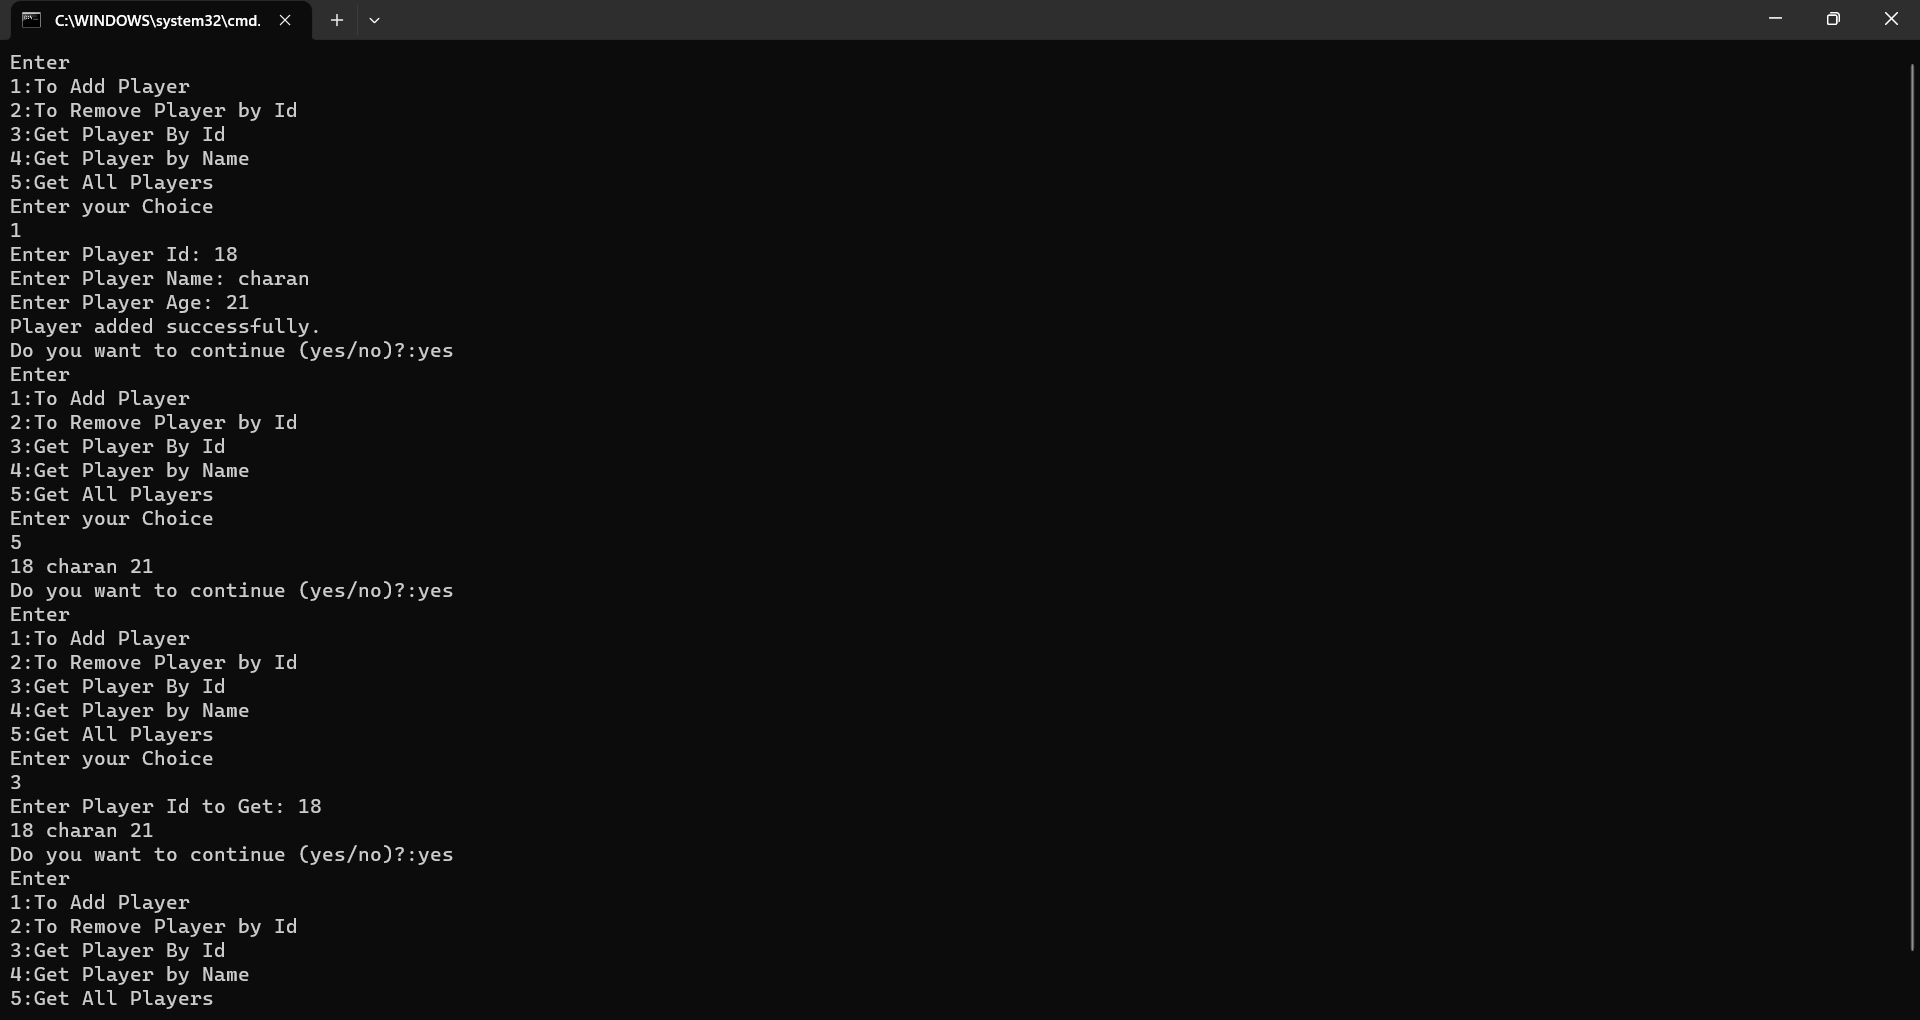 C:\WINDOWS\system32\cmd.
Enter
1:To Add Player
2:To Remove Player by Id
3:Get Player By Id
4:Get Player by Name
5:Get All Players
Enter your Choice
1
Enter Player Id: 18
Enter Player Name: charan
Enter Player Age: 21
Player added successfully.
Do you want to continue (yes/no)?:yes
Enter
1:To Add Player
2:To Remove Player by Id
3:Get Player By Id
4:Get Player by Name
5:Get All Players
Enter your Choice
5
18 charan 21
Do you want to continue (yes/no)?:yes
Enter
1:To Add Player
2:To Remove Player by Id
3:Get Player By Id
4:Get Player by Name
5:Get All Players
Enter your Choice
3
Enter Player Id to Get: 18
18 charan 21
Do you want to continue (yes/no)?:yes
Enter
1:To Add Player
2:To Remove Player by Id
3:Get Player By Id
4:Get Player by Name
5:Get All Players